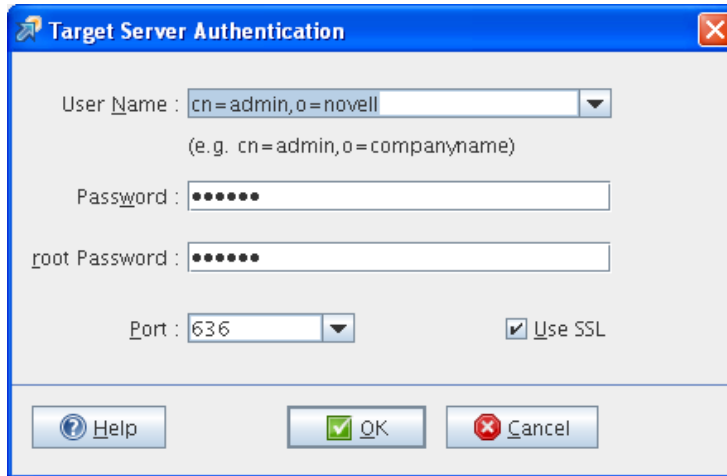 Target Server Authentication
User Name : cn=admin,o=novell
(e.g. cn=admin,o=companyname)
Password : ●●●●●●
root Password : ●●●●●●
Port : 636 Use SSL
Help OK Cancel